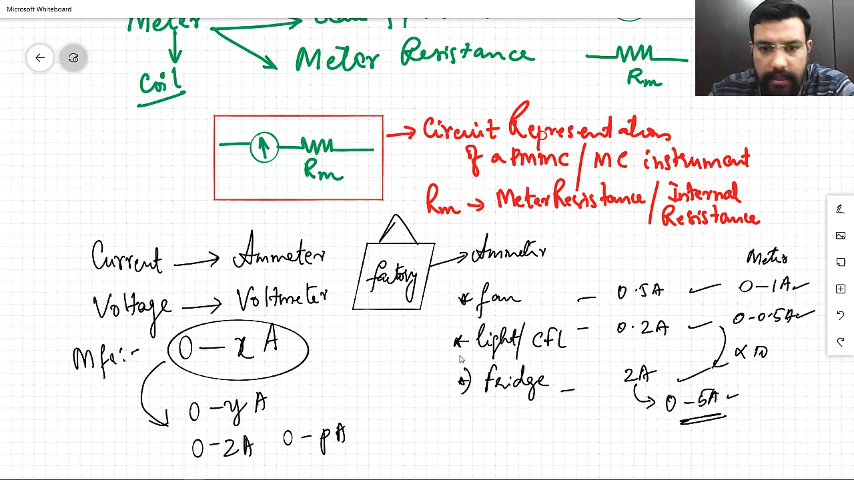 Microsoft Whiteboard
Meter
Meter Resistance
Coil
Rm
Rm
Circuit Representation
of a PMMC / MC instrument
Rm → Meter Resistance / Internal
Resistance
Current → Ammeter
Voltage → Voltmeter
Mfr:-
0 – x A
0 – y A
0 – 2A 0 – pA
factory
Ammeter
Meter
* fan – 0.5A 0 – 1A
* light/CFL – 0.2A 0 – 0.5A
* fridge – 2A
0 – 5A